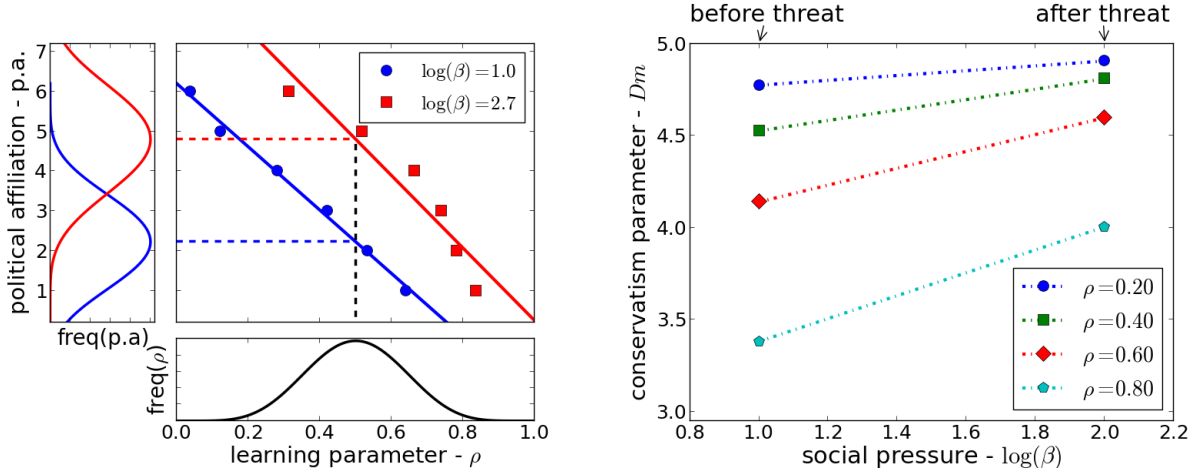 political affiliation - p.a.
7
6
5
4
3
2
1
freq(p.a)
log(β) = 1.0
log(β) = 2.7
freq(ρ)
0.0 0.2 0.4 0.6 0.8 1.0
learning parameter - ρ
before threat after threat
conservatism parameter - Dm
5.0
4.5
4.0
3.5
3.0
ρ = 0.20
ρ = 0.40
ρ = 0.60
ρ = 0.80
0.8 1.0 1.2 1.4 1.6 1.8 2.0 2.2
social pressure - log(β)